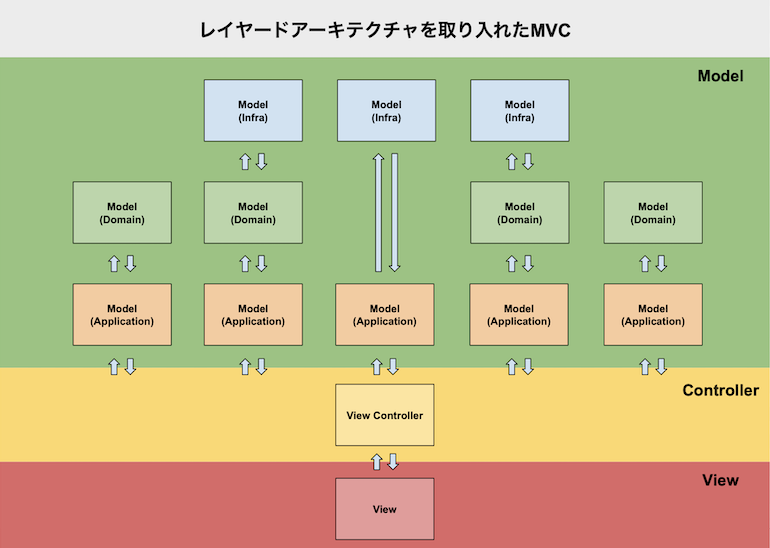 レイヤードアーキテクチャを取り入れたMVC
Model
Model
(Infra)
Model
(Infra)
Model
(Infra)
Model
(Domain)
Model
(Domain)
Model
(Domain)
Model
(Domain)
Model
(Application)
Model
(Application)
Model
(Application)
Model
(Application)
Model
(Application)
Controller
View Controller
View
View